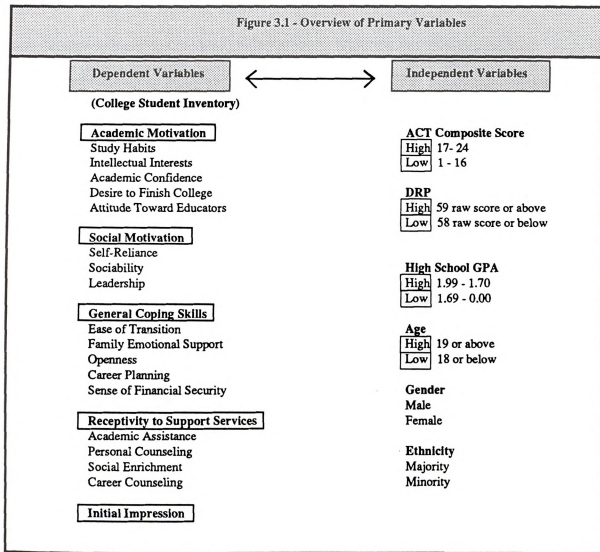 Figure 3.1 - Overview of Primary Variables
Dependent Variables
Independent Variables
(College Student Inventory)
Academic Motivation
Study Habits
Intellectual Interests
Academic Confidence
Desire to Finish College
Attitude Toward Educators
Social Motivation
Self-Reliance
Sociability
Leadership
General Coping Skills
Ease of Transition
Family Emotional Support
Openness
Career Planning
Sense of Financial Security
Receptivity to Support Services
Academic Assistance
Personal Counseling
Social Enrichment
Career Counseling
Initial Impression
ACT Composite Score
High 17- 24
Low 1 - 16
DRP
High 59 raw score or above
Low 58 raw score or below
High School GPA
High 1.99 - 1.70
Low 1.69 - 0.00
Age
High 19 or above
Low 18 or below
Gender
Male
Female
Ethnicity
Majority
Minority